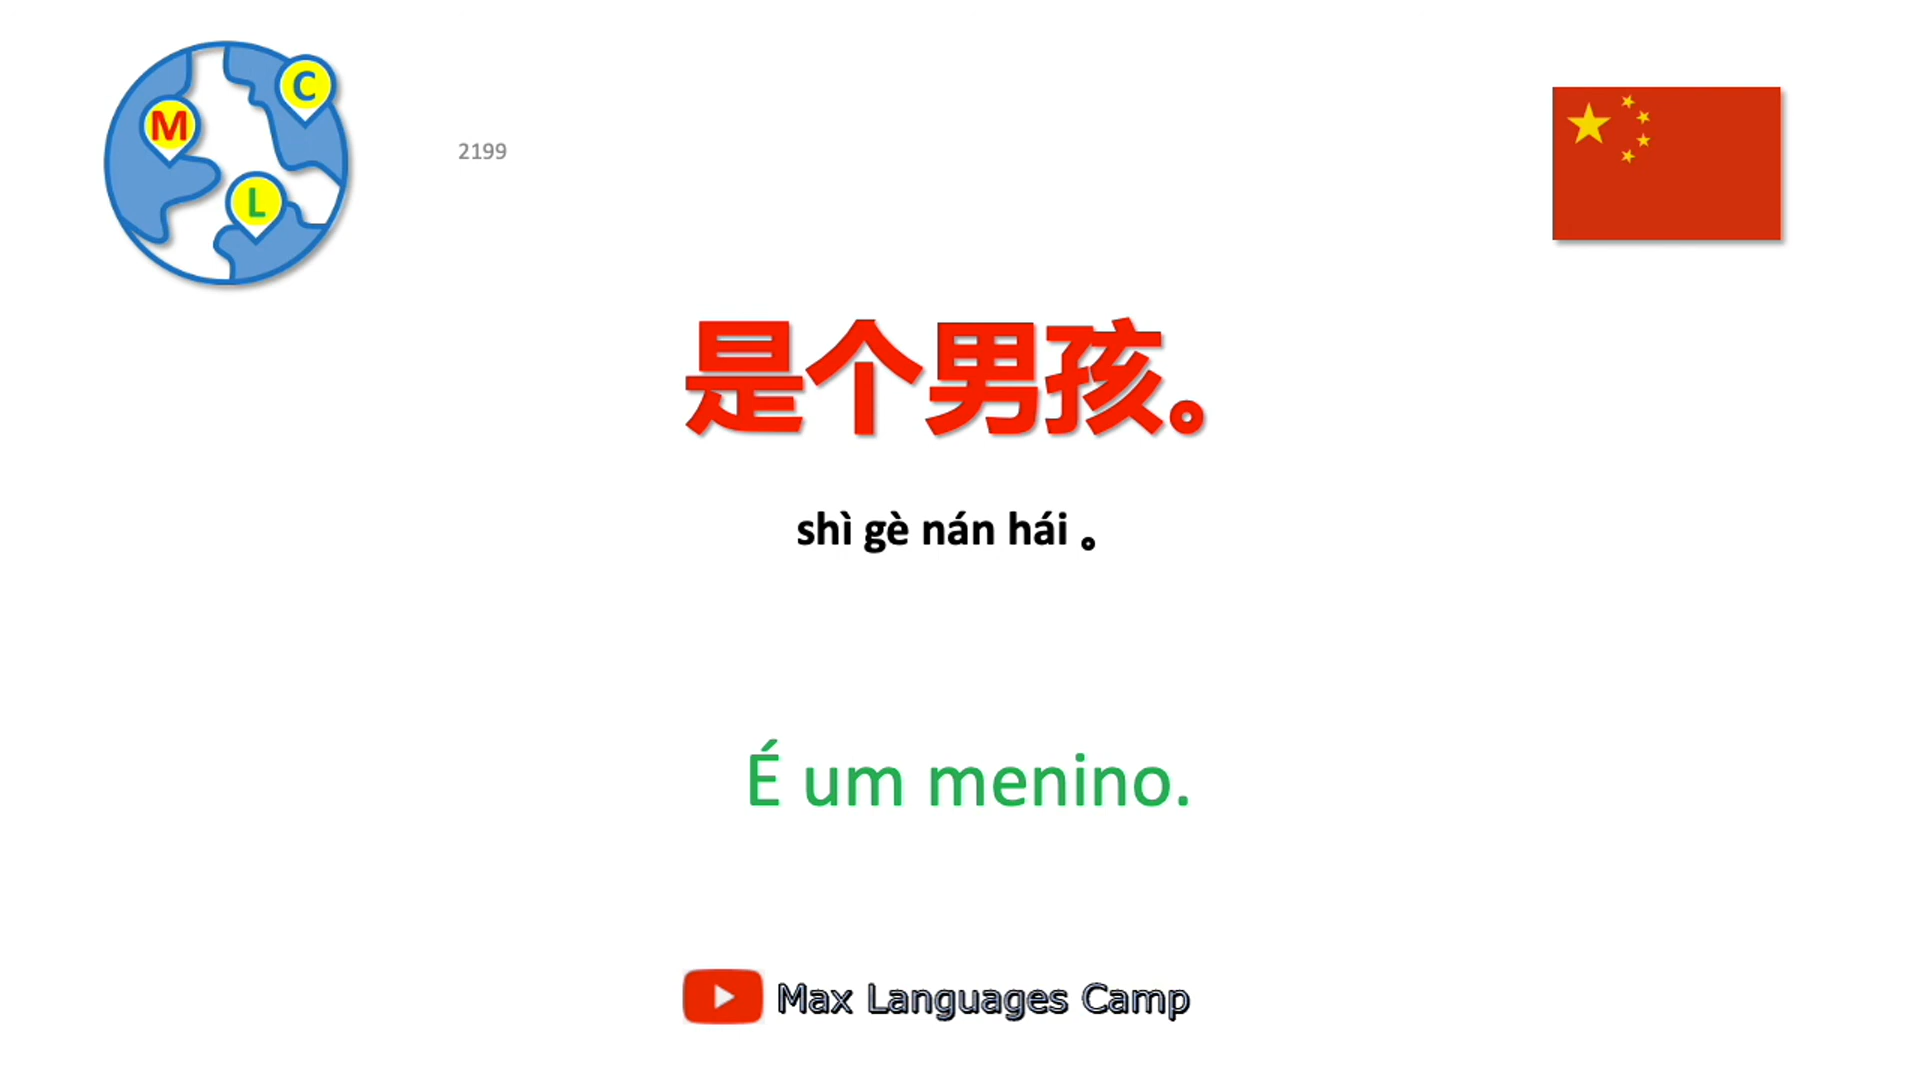 M
C
L
2199
是个男孩。
shì gè nán hái 。
É um menino.
Max Languages Camp